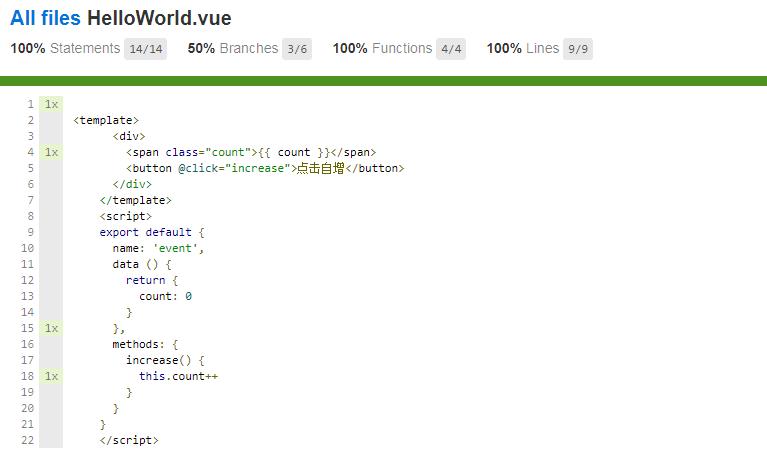 All files HelloWorld.vue
100% Statements 14/14 50% Branches 3/6 100% Functions 4/4 100% Lines 9/9
1 1x
2 <template>
3 <div>
4 1x <span class="count">{{ count }}</span>
5 <button @click="increase">点击自增</button>
6 </div>
7 </template>
8 <script>
9 export default {
10 name: 'event',
11 data () {
12 return {
13 count: 0
14 }
15 1x },
16 methods: {
17 increase() {
18 1x this.count++
19 }
20 }
21 }
22 </script>